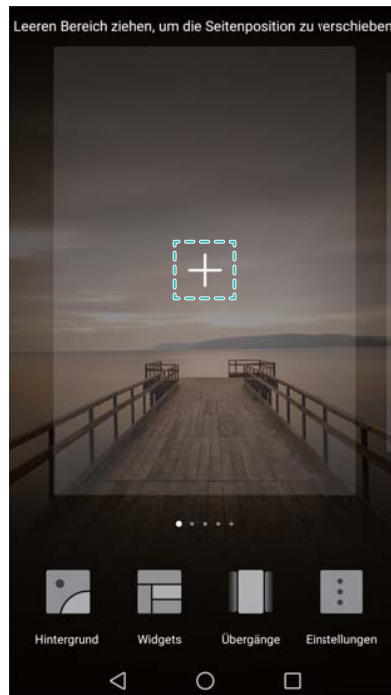 Leeren Bereich ziehen, um die Seitenposition zu verschieben
Hintergrund Widgets Übergänge Einstellungen